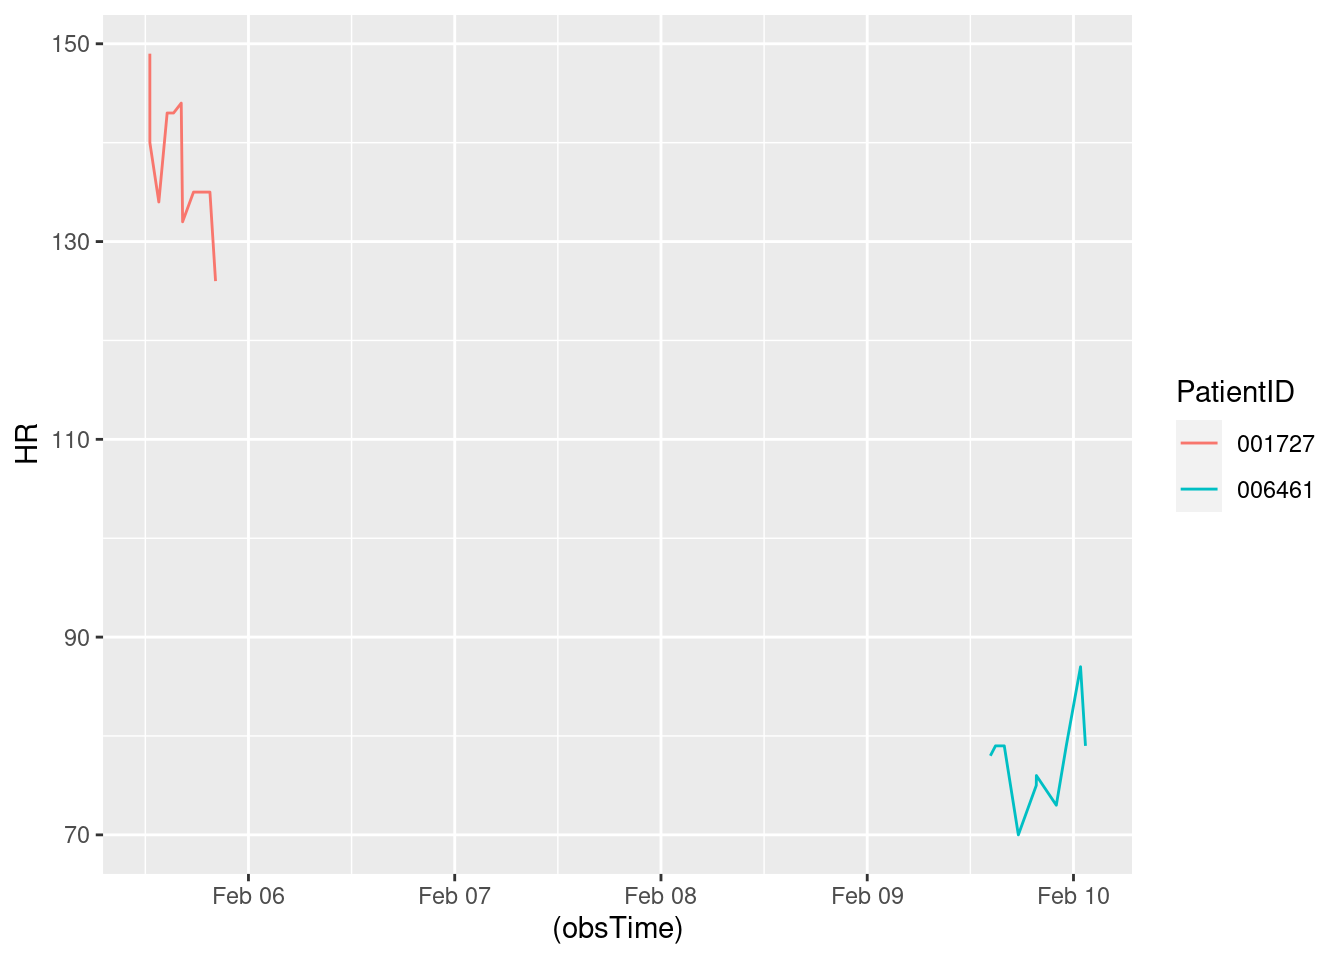 150
130
110
90
70
HR
Feb 06
Feb 07
Feb 08
Feb 09
Feb 10
(obsTime)
PatientID
001727
006461